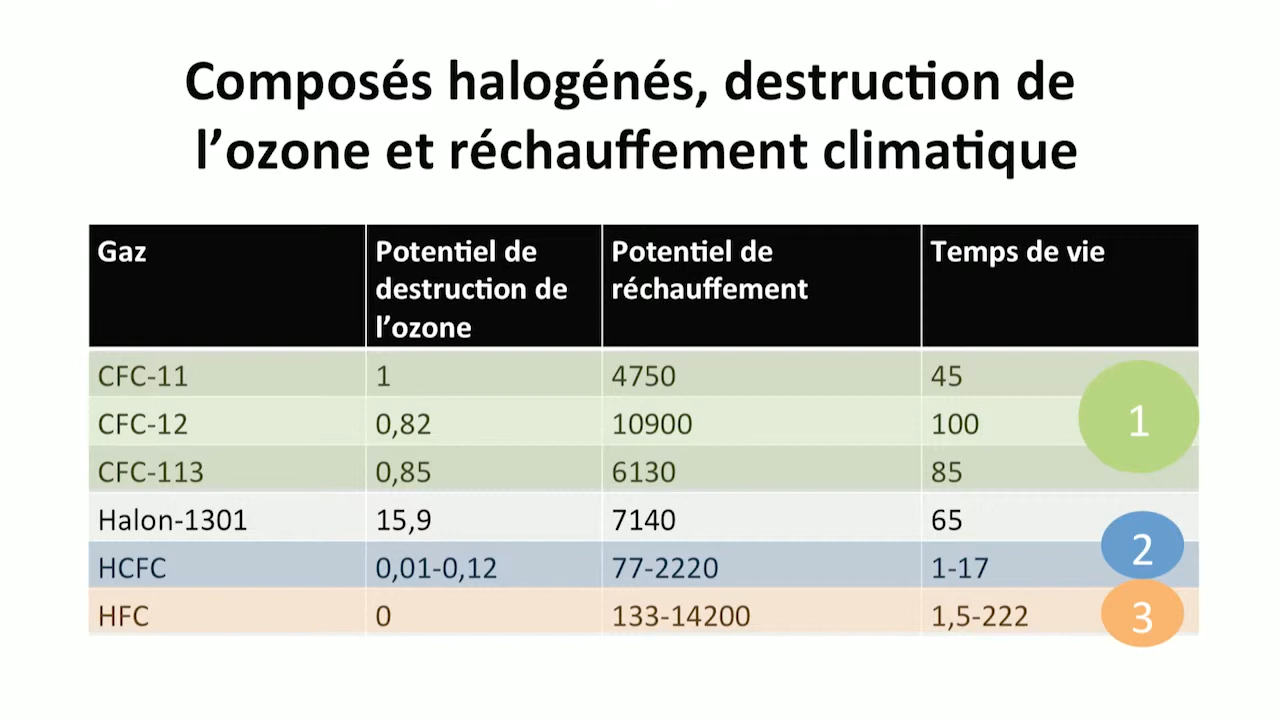 Composés halogénés, destruction de
l’ozone et réchauffement climatique
Gaz Potentiel de destruction de l’ozone Potentiel de réchauffement Temps de vie
CFC-11 1 4750 45
CFC-12 0,82 10900 100
1
CFC-113 0,85 6130 85
Halon-1301 15,9 7140 65
2
HCFC 0,01-0,12 77-2220 1-17
HFC 0 133-14200 1,5-222
3